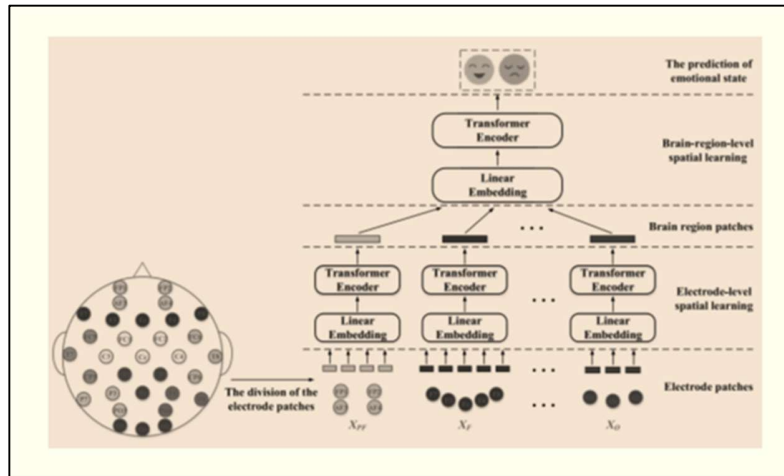 The prediction of
emotional state
Transformer
Encoder
Brain-region-level
spatial learning
Linear
Embedding
Brain region patches
Transformer
Encoder
Transformer
Encoder
Transformer
Encoder
Electrode-level
spatial learning
Linear
Embedding
Linear
Embedding
Linear
Embedding
The division of the
electrode patches
Electrode patches
X_PF
X_F
X_O